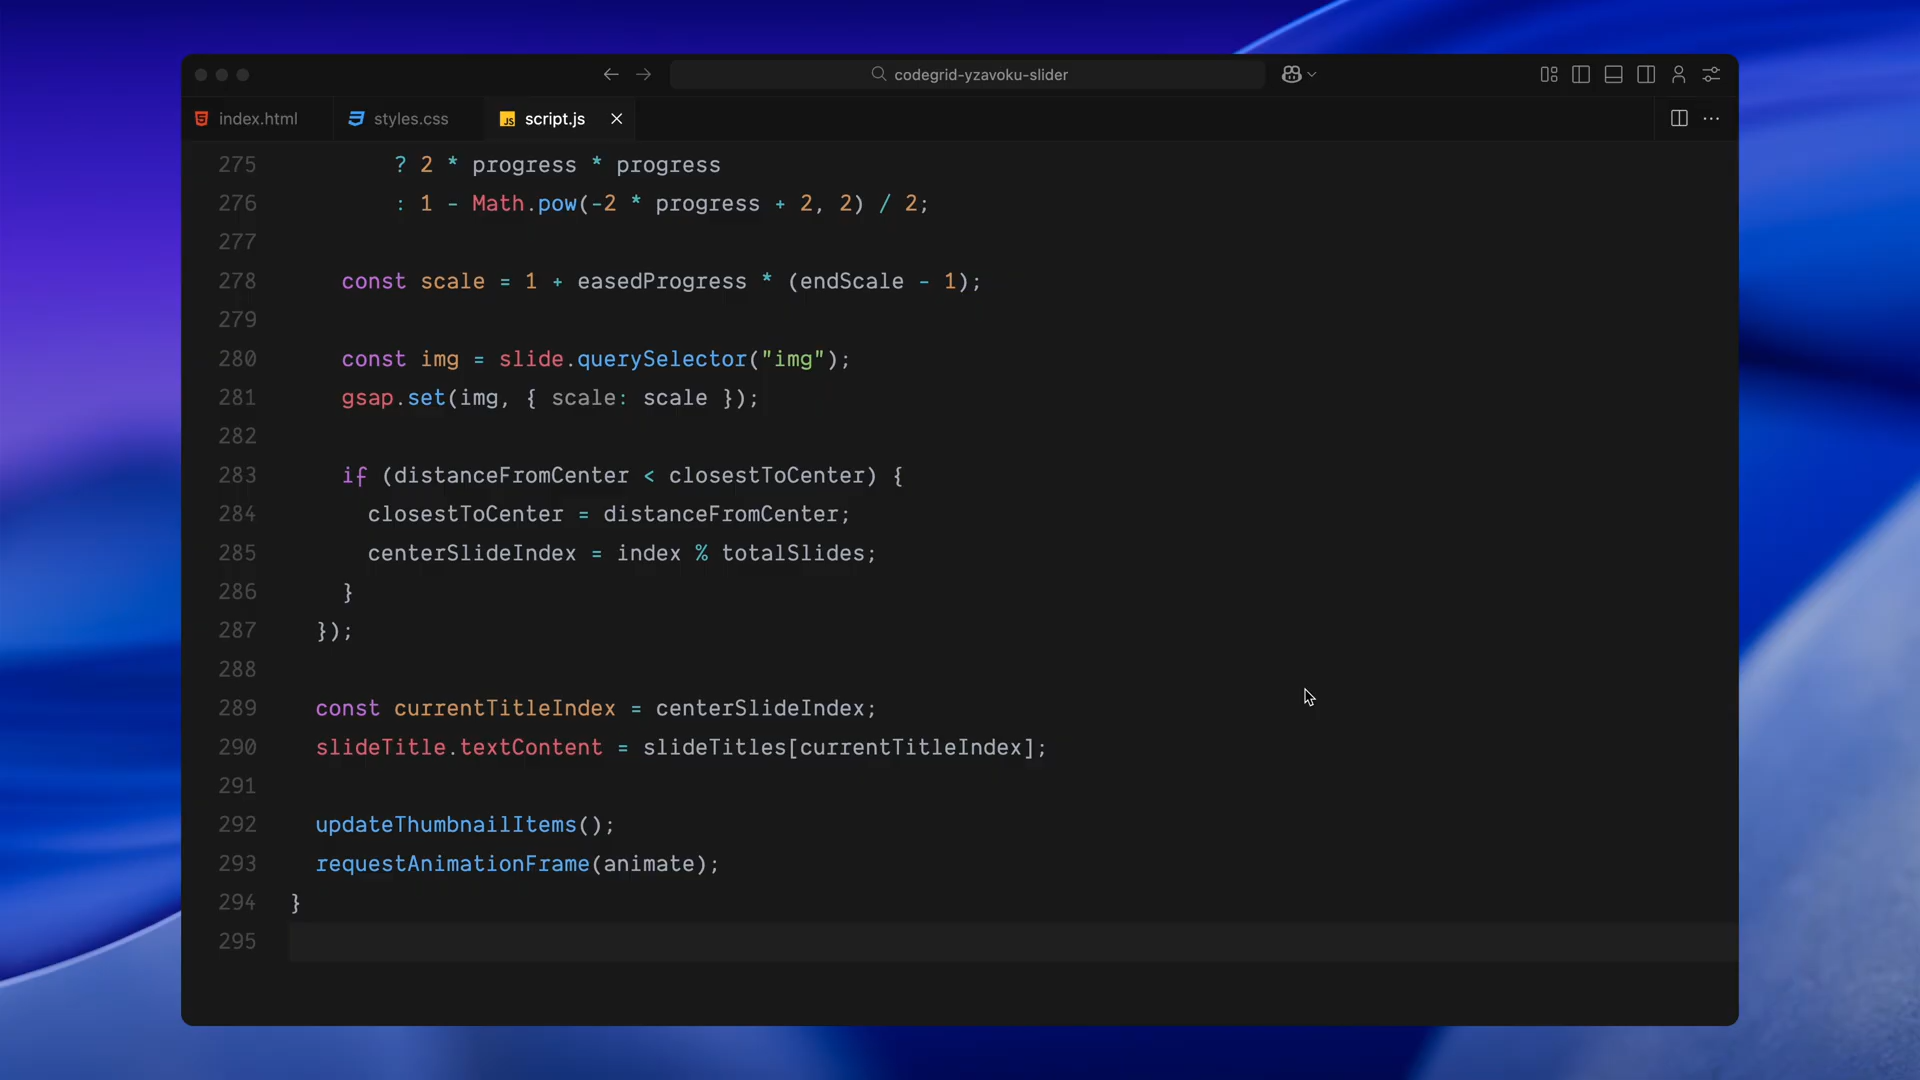 codegrid-yzavoku-slider
index.html
styles.css
JS script.js
275 ? 2 * progress * progress
276 : 1 - Math.pow(-2 * progress + 2, 2) / 2;
277
278 const scale = 1 + easedProgress * (endScale - 1);
279
280 const img = slide.querySelector("img");
281 gsap.set(img, { scale: scale });
282
283 if (distanceFromCenter < closestToCenter) {
284 closestToCenter = distanceFromCenter;
285 centerSlideIndex = index % totalSlides;
286 }
287 });
288
289 const currentTitleIndex = centerSlideIndex;
290 slideTitle.textContent = slideTitles[currentTitleIndex];
291
292 updateThumbnailItems();
293 requestAnimationFrame(animate);
294 }
295